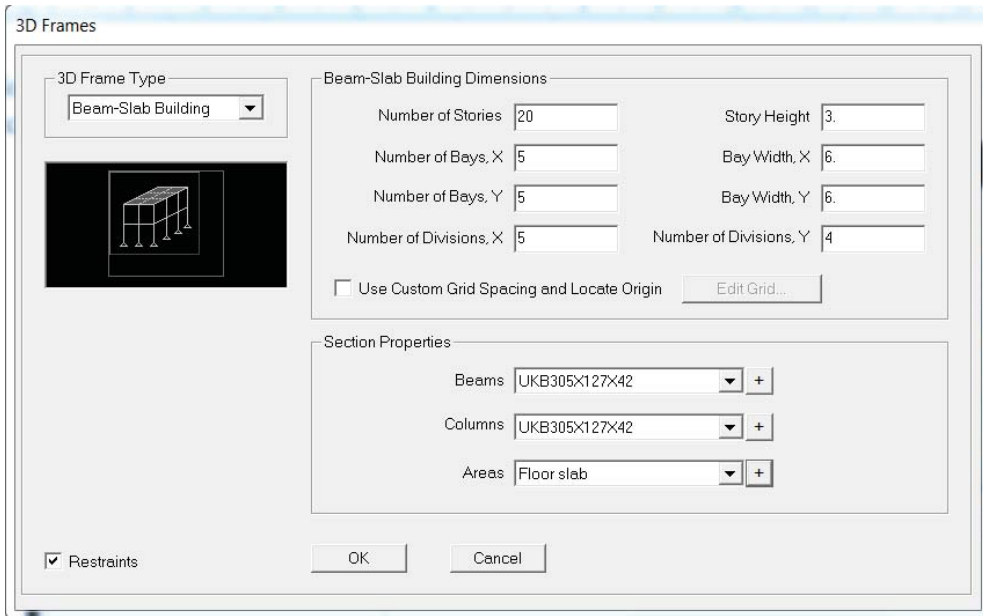 3D Frames
3D Frame Type
Beam-Slab Building
Beam-Slab Building Dimensions
Number of Stories 20
Story Height 3.
Number of Bays, X 5
Bay Width, X 6.
Number of Bays, Y 5
Bay Width, Y 6.
Number of Divisions, X 5
Number of Divisions, Y 4
Use Custom Grid Spacing and Locate Origin
Edit Grid...
Section Properties
Beams UKB305X127X42 +
Columns UKB305X127X42 +
Areas Floor slab +
Restraints
OK
Cancel